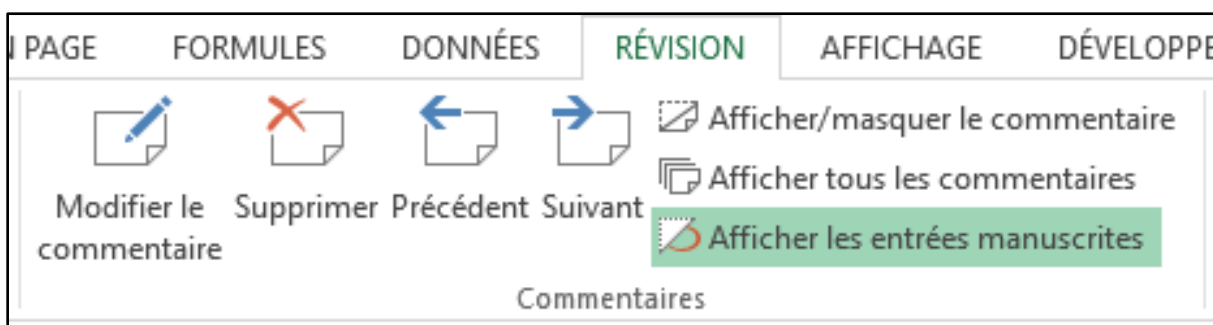 N PAGE FORMULES DONNÉES RÉVISION AFFICHAGE DÉVELOPPE
Modifier le commentaire
Supprimer
Précédent
Suivant
Afficher/masquer le commentaire
Afficher tous les commentaires
Afficher les entrées manuscrites
Commentaires